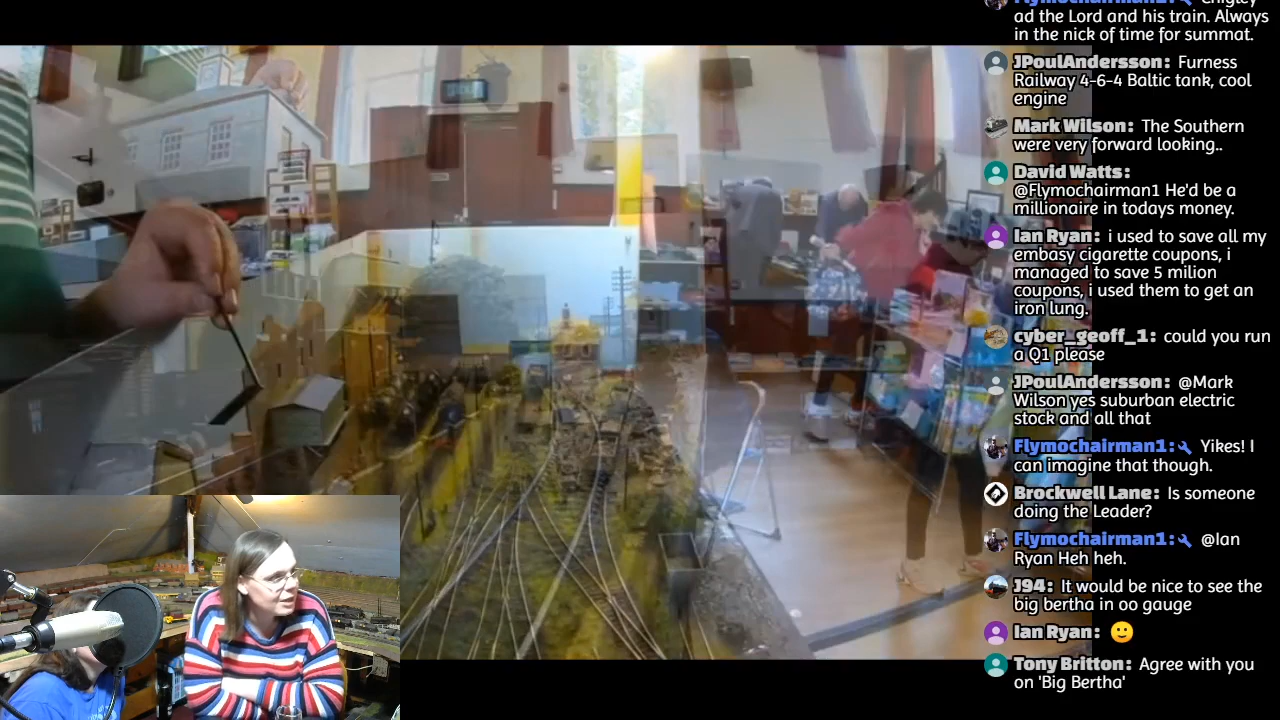 Flymochairman1: Chigley
ad the Lord and his train. Always
in the nick of time for summat.
JPoulAndersson: Furness
Railway 4-6-4 Baltic tank, cool
engine
Mark Wilson: The Southern
were very forward looking..
David Watts:
@Flymochairman1 He'd be a
millionaire in todays money.
Ian Ryan: i used to save all my
embasy cigarette coupons, i
managed to save 5 milion
coupons, i used them to get an
iron lung.
cyber_geoff_1: could you run
a Q1 please
JPoulAndersson: @Mark
Wilson yes suburban electric
stock and all that
Flymochairman1: Yikes! I
can imagine that though.
Brockwell Lane: Is someone
doing the Leader?
Flymochairman1: @Ian
Ryan Heh heh.
J94: It would be nice to see the
big bertha in oo gauge
Ian Ryan: 🙂
Tony Britton: Agree with you
on 'Big Bertha'